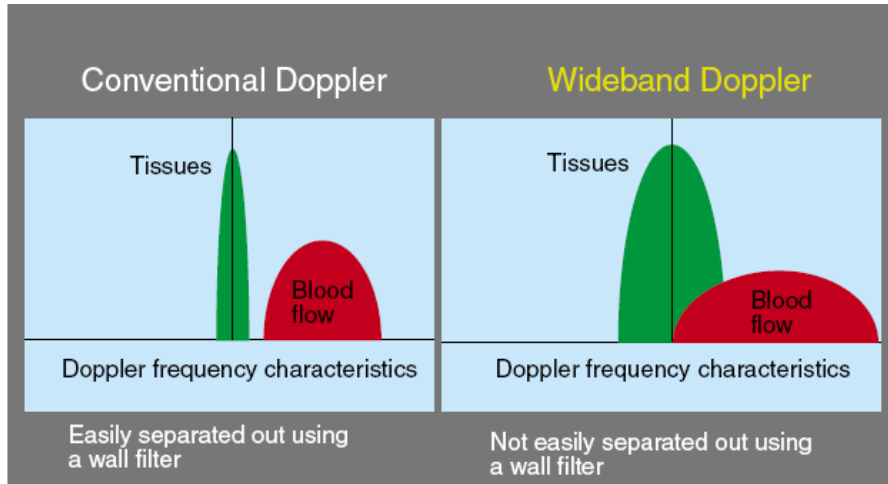 Conventional Doppler
Tissues
Blood
flow
Doppler frequency characteristics
Easily separated out using
a wall filter
Wideband Doppler
Tissues
Blood
flow
Doppler frequency characteristics
Not easily separated out using
a wall filter